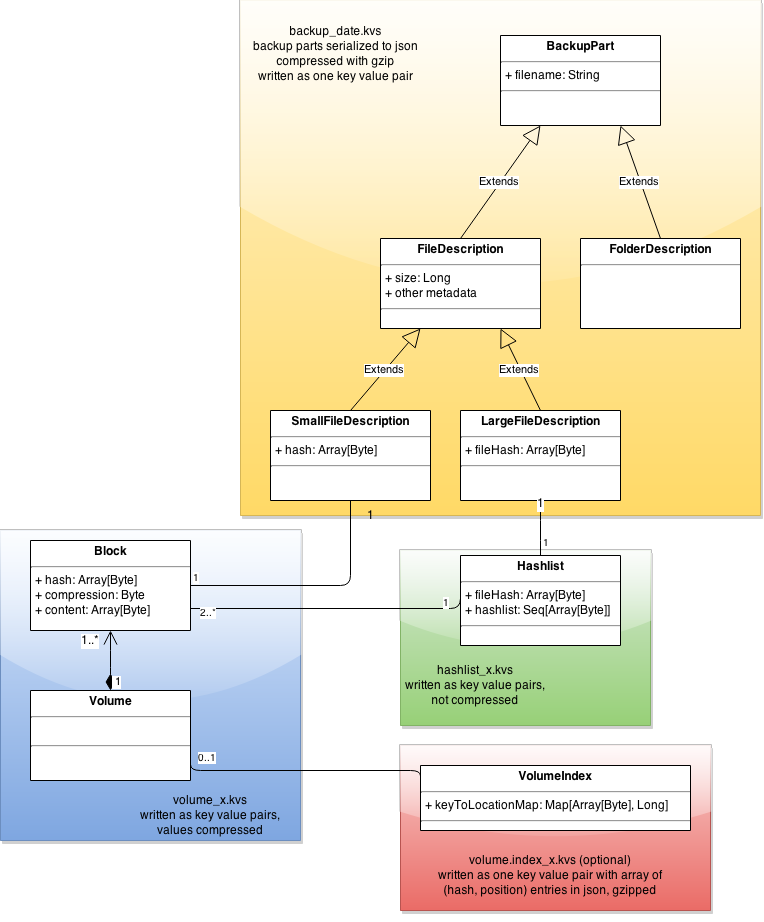 backup_date.kvs
backup parts serialized to json
compressed with gzip
written as one key value pair
BackupPart
+ filename: String
Extends
Extends
FileDescription
+ size: Long
+ other metadata
FolderDescription
Extends
Extends
SmallFileDescription
+ hash: Array[Byte]
LargeFileDescription
+ fileHash: Array[Byte]
1
1
1
Block
+ hash: Array[Byte]
+ compression: Byte
+ content: Array[Byte]
1
2..*
1
Hashlist
+ fileHash: Array[Byte]
+ hashlist: Seq[Array[Byte]]
1..*
1
hashlist_x.kvs
written as key value pairs,
not compressed
Volume
0..1
volume_x.kvs
written as key value pairs,
values compressed
VolumeIndex
+ keyToLocationMap: Map[Array[Byte], Long]
volume.index_x.kvs (optional)
written as one key value pair with array of
(hash, position) entries in json, gzipped